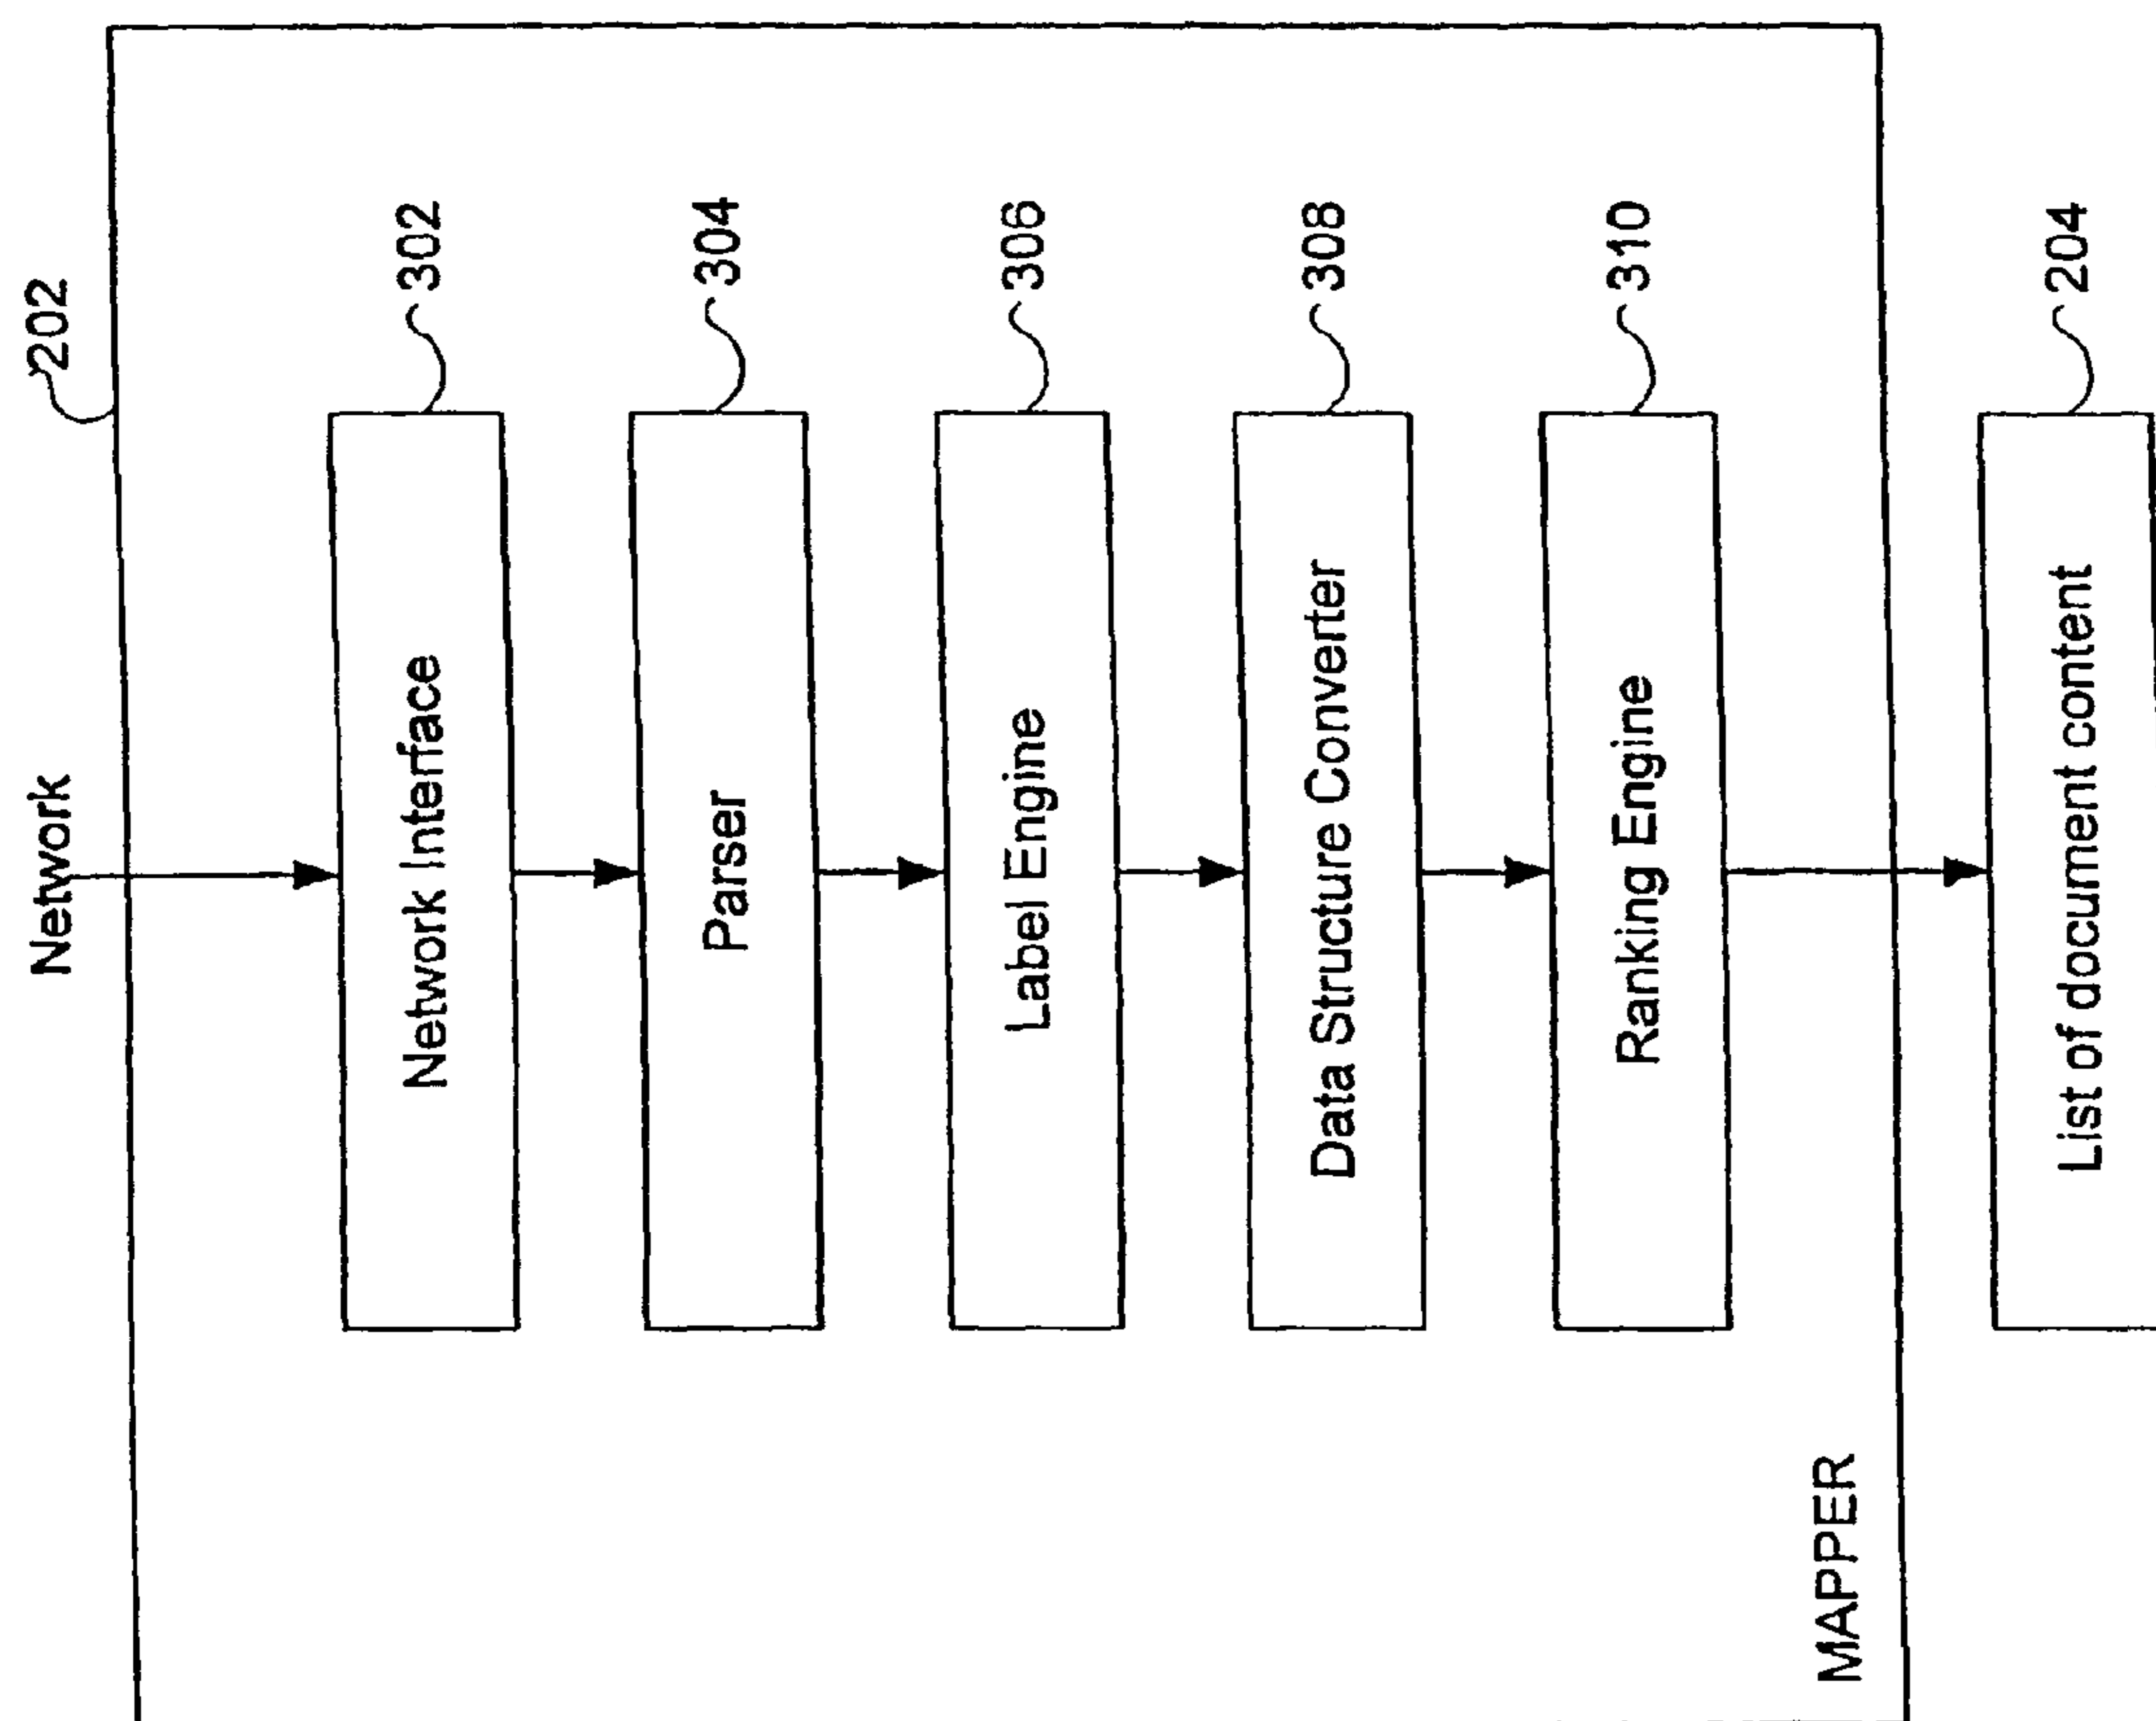 Network
202
Network Interface
302
Parser
304
Label Engine
306
Data Structure Converter
308
Ranking Engine
310
MAPPER
List of document content
204